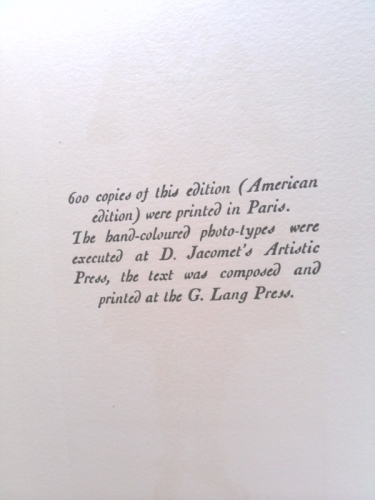 600 copies of this edition (American
edition) were printed in Paris.
The hand-coloured photo-types were
executed at D. Jacomet's Artistic
Press, the text was composed and
printed at the G. Lang Press.